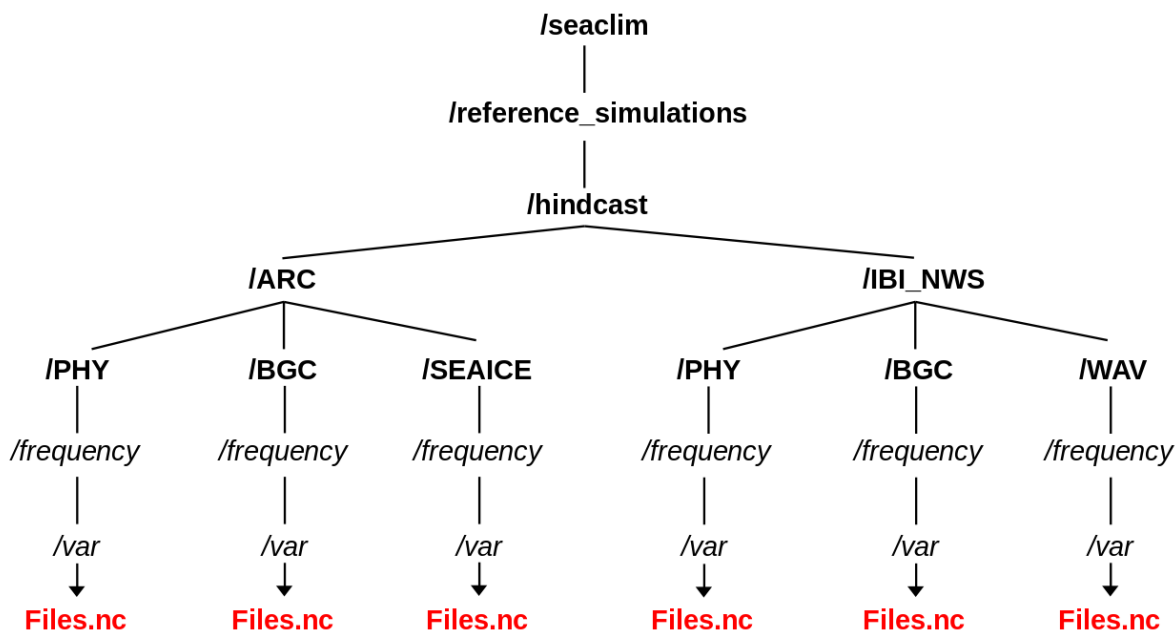 /seaclim
/reference_simulations
/hindcast
/ARC /IBI_NWS
/PHY /BGC /SEAICE /PHY /BGC /WAV
/frequency /frequency /frequency /frequency /frequency /frequency
/var /var /var /var /var /var
Files.nc Files.nc Files.nc Files.nc Files.nc Files.nc